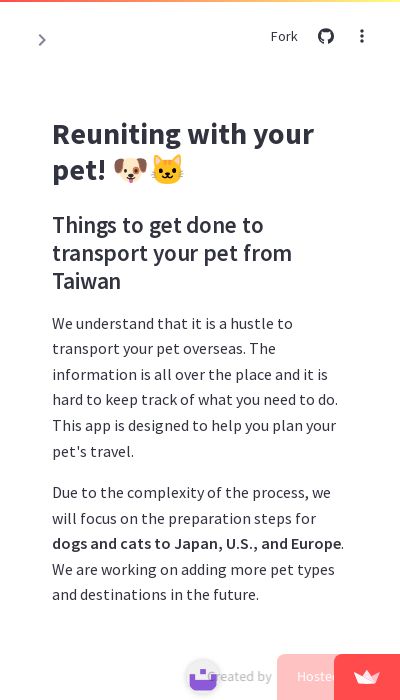 Fork
Reuniting with your
pet! 🐶🐱
Things to get done to
transport your pet from
Taiwan
We understand that it is a hustle to
transport your pet overseas. The
information is all over the place and it is
hard to keep track of what you need to do.
This app is designed to help you plan your
pet's travel.
Due to the complexity of the process, we
will focus on the preparation steps for
dogs and cats to Japan, U.S., and Europe.
We are working on adding more pet types
and destinations in the future.
Created by